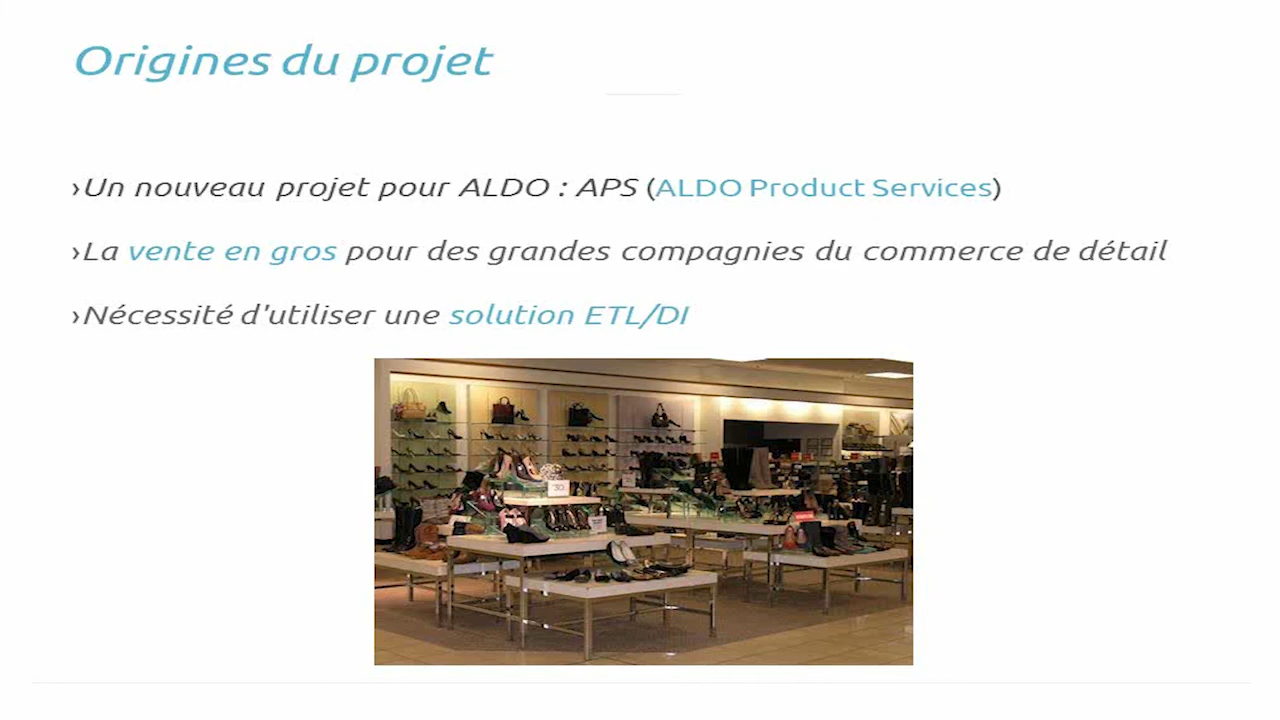 Origines du projet
›Un nouveau projet pour ALDO : APS (ALDO Product Services)
›La vente en gros pour des grandes compagnies du commerce de détail
›Nécessité d'utiliser une solution ETL/DI